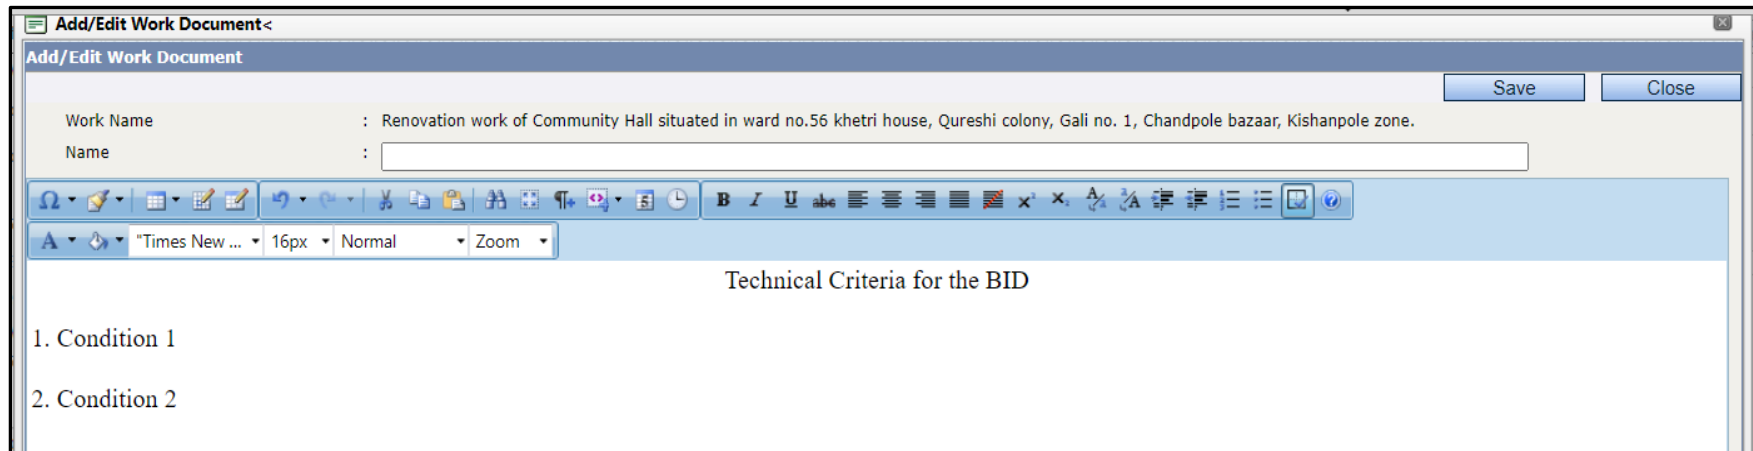 Add/Edit Work Document<
Add/Edit Work Document
Save Close
Work Name : Renovation work of Community Hall situated in ward no.56 khetri house, Qureshi colony, Gali no. 1, Chandpole bazaar, Kishanpole zone.
Name :
"Times New ... 16px Normal Zoom
Technical Criteria for the BID
1. Condition 1
2. Condition 2